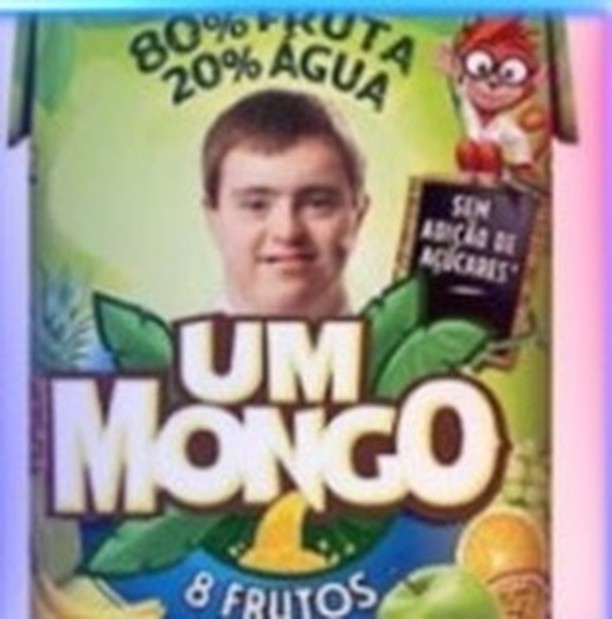 80% FRUTA
20% ÁGUA
SEM
ADIÇÃO DE
AÇÚCARES*
UM
MONGO
8 FRUTOS